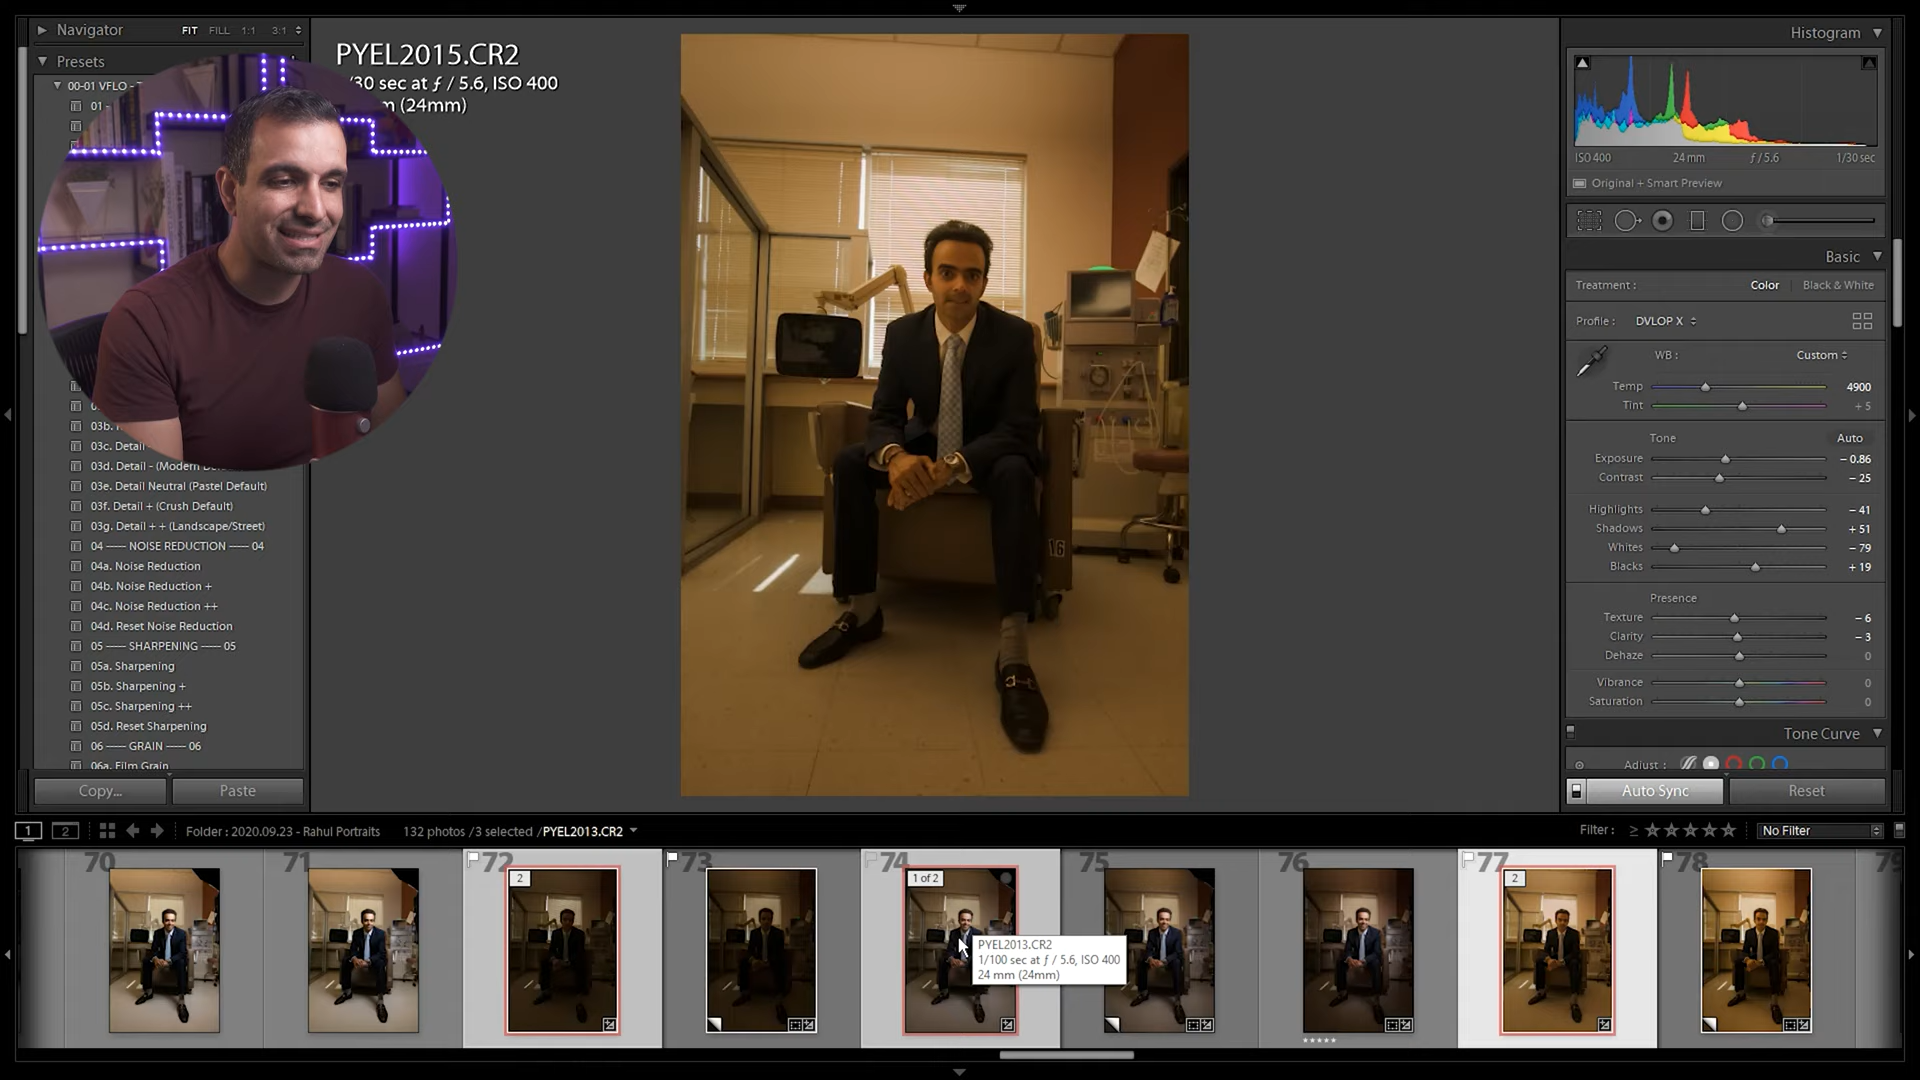 Navigator
FIT FILL 1:1 3:1
Presets
00-01 VFLO - T
01 -
03b.
03c. Detail
03d. Detail - (Modern De
03e. Detail Neutral (Pastel Default)
03f. Detail + (Crush Default)
03g. Detail + + (Landscape/Street)
04 —— NOISE REDUCTION —— 04
04a. Noise Reduction
04b. Noise Reduction +
04c. Noise Reduction ++
04d. Reset Noise Reduction
05 —— SHARPENING —— 05
05a. Sharpening
05b. Sharpening +
05c. Sharpening ++
05d. Reset Sharpening
06 —— GRAIN —— 06
06a. Film Grain
Copy... Paste
PYEL2015.CR2
/30 sec at ƒ / 5.6, ISO 400
m (24mm)
16
Histogram
ISO 400 24 mm ƒ / 5.6 1/30 sec
Original + Smart Preview
Basic
Treatment : Color Black & White
Profile : DVLOP X
WB : Custom
Temp 4900
Tint + 5
Tone Auto
Exposure − 0.86
Contrast − 25
Highlights − 41
Shadows + 51
Whites − 79
Blacks + 19
Presence
Texture − 6
Clarity − 3
Dehaze 0
Vibrance 0
Saturation 0
Tone Curve
Adjust :
Auto Sync Reset
1 2 Folder : 2020.09.23 - Rahul Portraits 132 photos /3 selected /PYEL2013.CR2 Filter : ≥ ★★★★★ No Filter
70 71 72 73 74 75 76 77 78 79
2 1 of 2 2
PYEL2013.CR2
1/100 sec at ƒ / 5.6, ISO 400
24 mm (24mm)
★★★★★